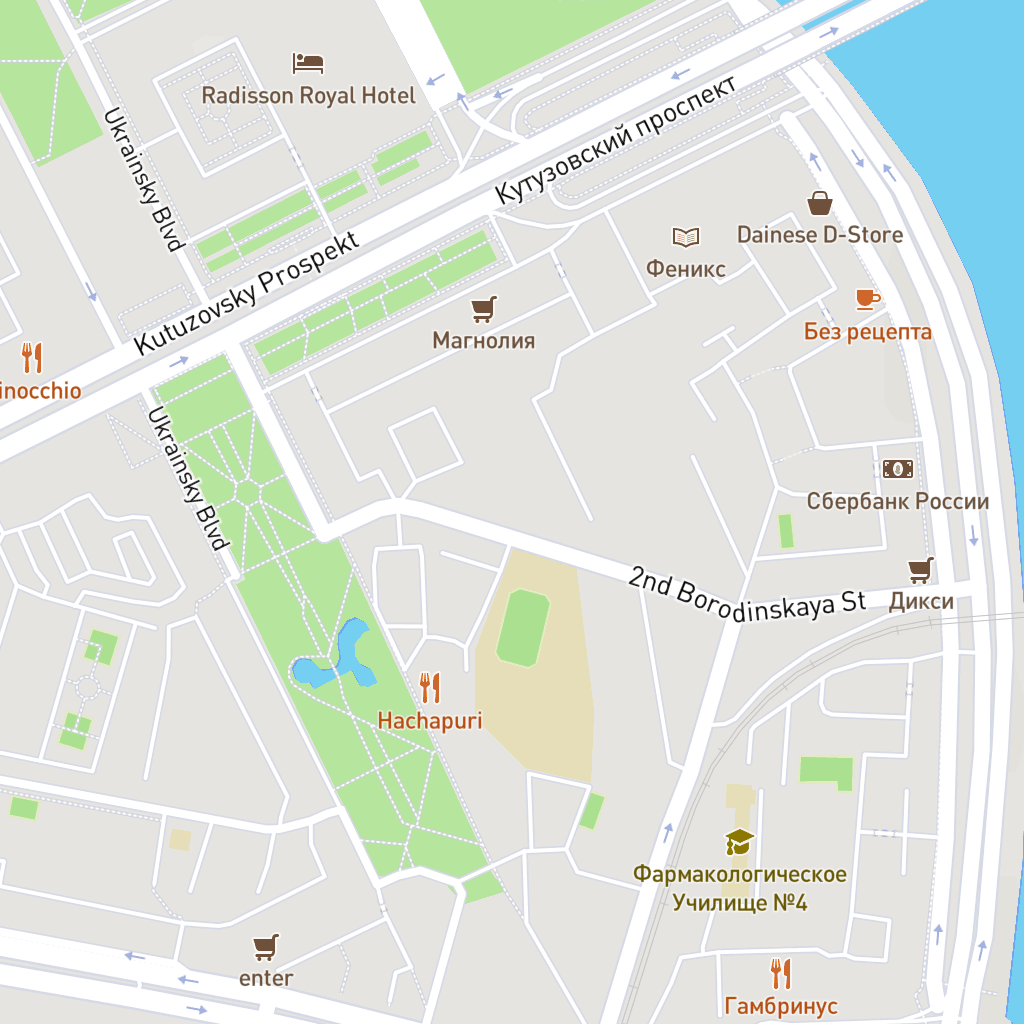 Radisson Royal Hotel
Кутузовский проспект
Ukrainsky Blvd
Dainese D-Store
Kutuzovsky Prospekt
Феникс
Магнолия
Без рецепта
inocchio
Ukrainsky Blvd
Сбербанк России
2nd Borodinskaya St
Дикси
Hachapuri
Фармакологическое
Училище №4
enter
Гамбринус